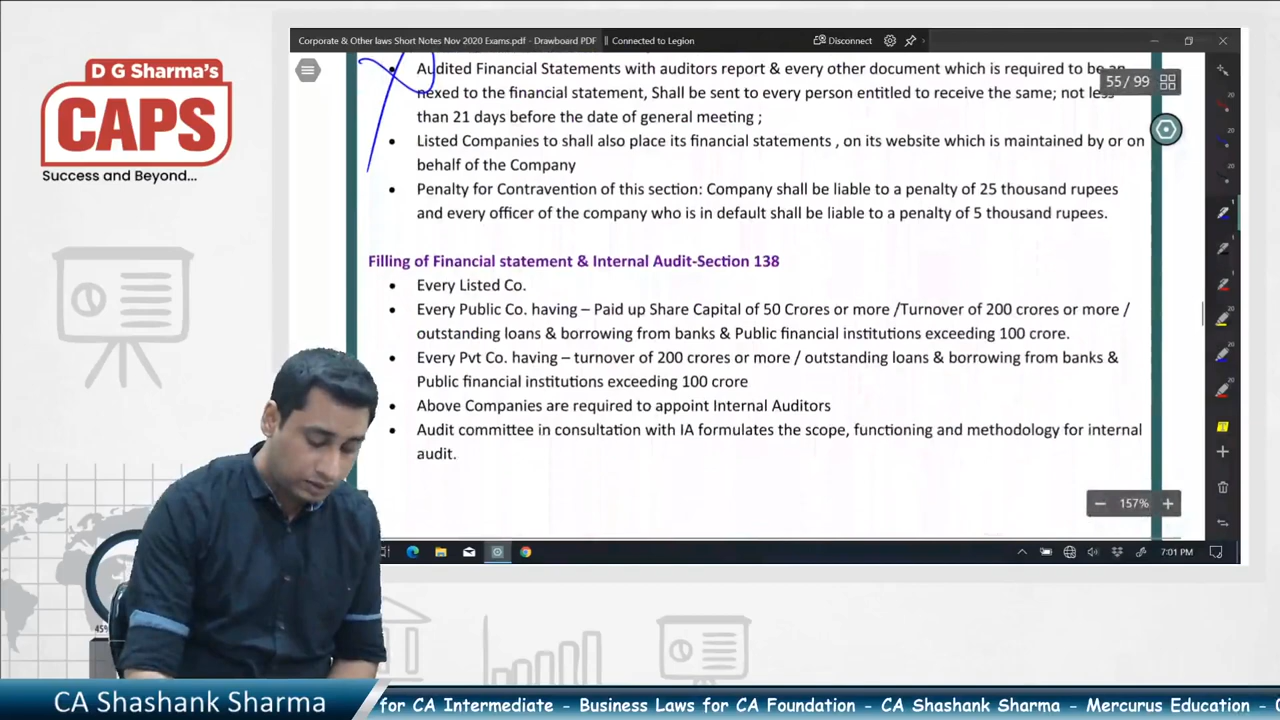 D G Sharma's
CAPS
Success and Beyond...
Corporate & Other laws Short Notes Nov 2020 Exams.pdf - Drawboard PDF
Connected to Legion
Disconnect
55 / 99
• Audited Financial Statements with auditors report & every other document which is required to be an
nexed to the financial statement, Shall be sent to every person entitled to receive the same; not less
than 21 days before the date of general meeting ;
• Listed Companies to shall also place its financial statements , on its website which is maintained by or on
behalf of the Company
• Penalty for Contravention of this section: Company shall be liable to a penalty of 25 thousand rupees
and every officer of the company who is in default shall be liable to a penalty of 5 thousand rupees.
Filling of Financial statement & Internal Audit-Section 138
• Every Listed Co.
• Every Public Co. having – Paid up Share Capital of 50 Crores or more /Turnover of 200 crores or more /
outstanding loans & borrowing from banks & Public financial institutions exceeding 100 crore.
• Every Pvt Co. having – turnover of 200 crores or more / outstanding loans & borrowing from banks &
Public financial institutions exceeding 100 crore
• Above Companies are required to appoint Internal Auditors
• Audit committee in consultation with IA formulates the scope, functioning and methodology for internal
audit.
157%
7:01 PM
45%
CA Shashank Sharma
for CA Intermediate - Business Laws for CA Foundation - CA Shashank Sharma - Mercurus Education -